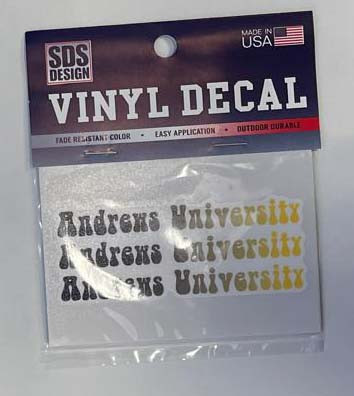 SDS
DESIGN
MADE IN
USA
VINYL DECAL
FADE RESISTANT COLOR • EASY APPLICATION • OUTDOOR DURABLE
Andrews University
Andrews University
Andrews University